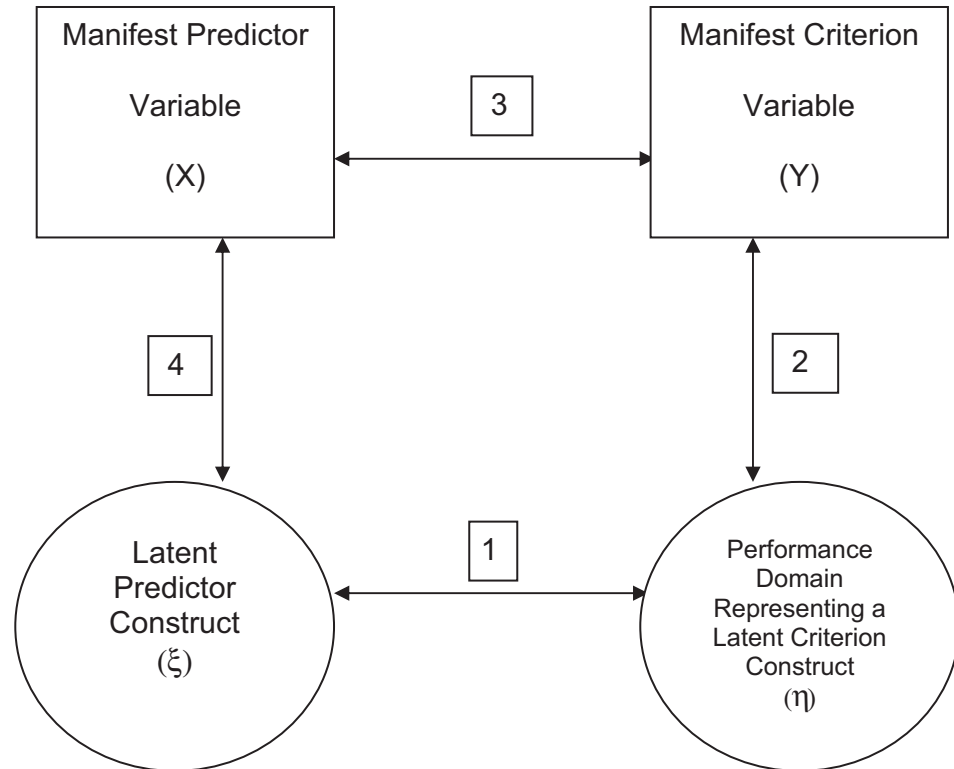 Manifest Predictor
Variable
(X)
Manifest Criterion
Variable
(Y)
3
4
2
Latent
Predictor
Construct
(ξ)
1
Performance
Domain
Representing a
Latent Criterion
Construct
(η)